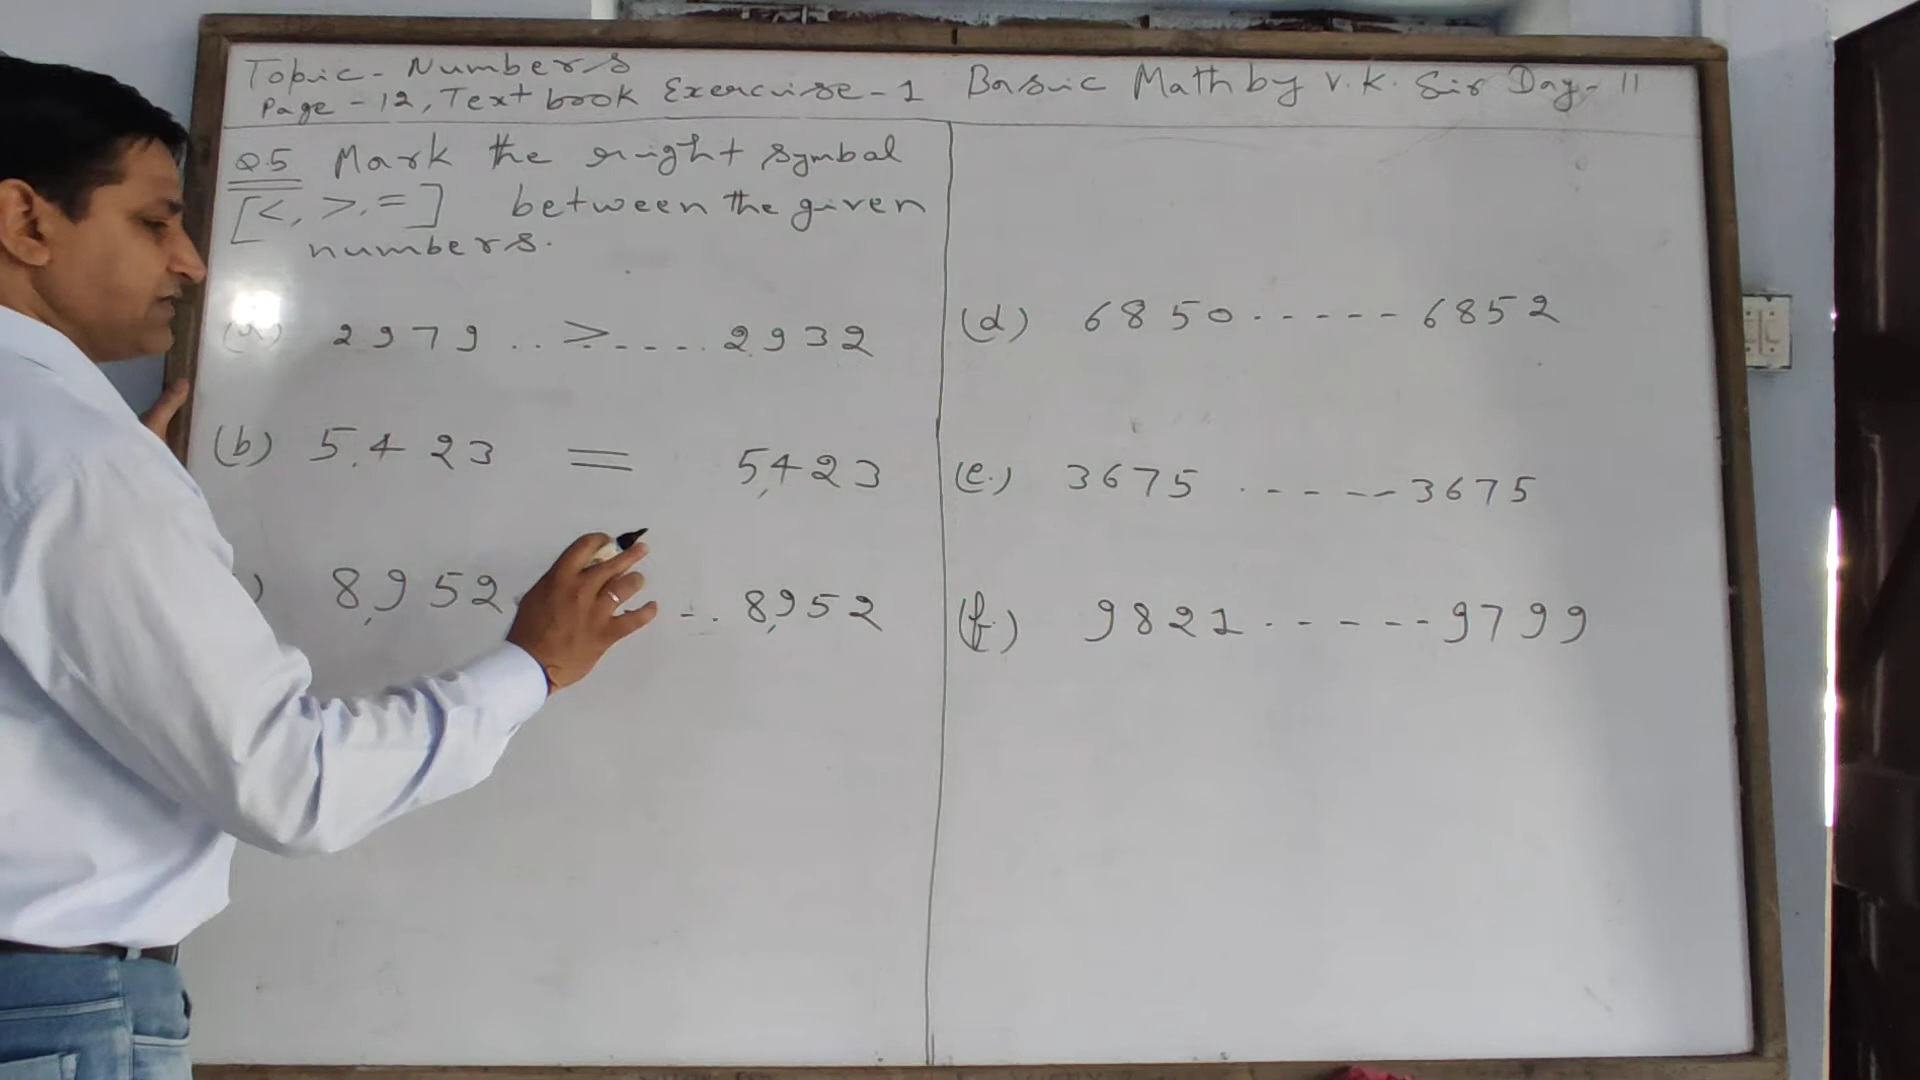 Topic - Numbers
Page - 12, Text book Exercise - 1 Basic Math by V.K. Sir Day - 11
Q5 Mark the right symbal
[<, >, =] between the given
numbers.
(a) 2979 .. > .... 2932
(b) 5,423 = 5,423
) 8,952 -. 8,952
(d) 6850 ------ 6852
(e.) 3675 ------ 3675
(f.) 9821 ------ 9799